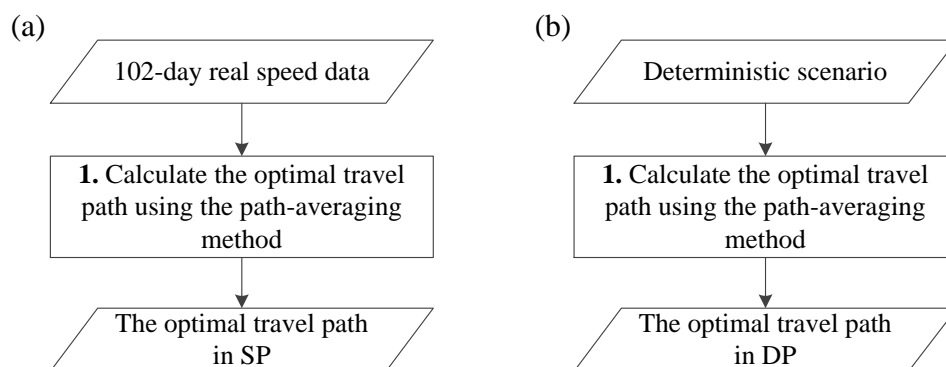 (a)
102-day real speed data
1. Calculate the optimal travel
path using the path-averaging
method
The optimal travel path
in SP
(b)
Deterministic scenario
1. Calculate the optimal travel
path using the path-averaging
method
The optimal travel path
in DP